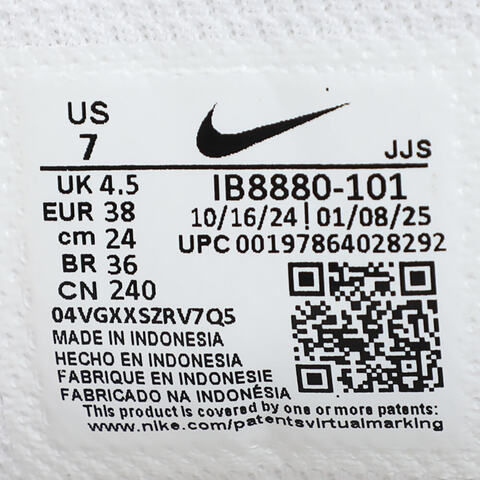 US
7
JJS
UK 4.5
EUR 38
cm 24
BR 36
CN 240
IB8880-101
10/16/24 | 01/08/25
UPC 00197864028292
04VGXXSZRV7Q5
MADE IN INDONESIA
HECHO EN INDONESIA
FABRIQUE EN INDONESIE
FABRICADO NA INDONÉSIA
This product is covered by one or more patents:
www.nike.com/patentsvirtualmarking